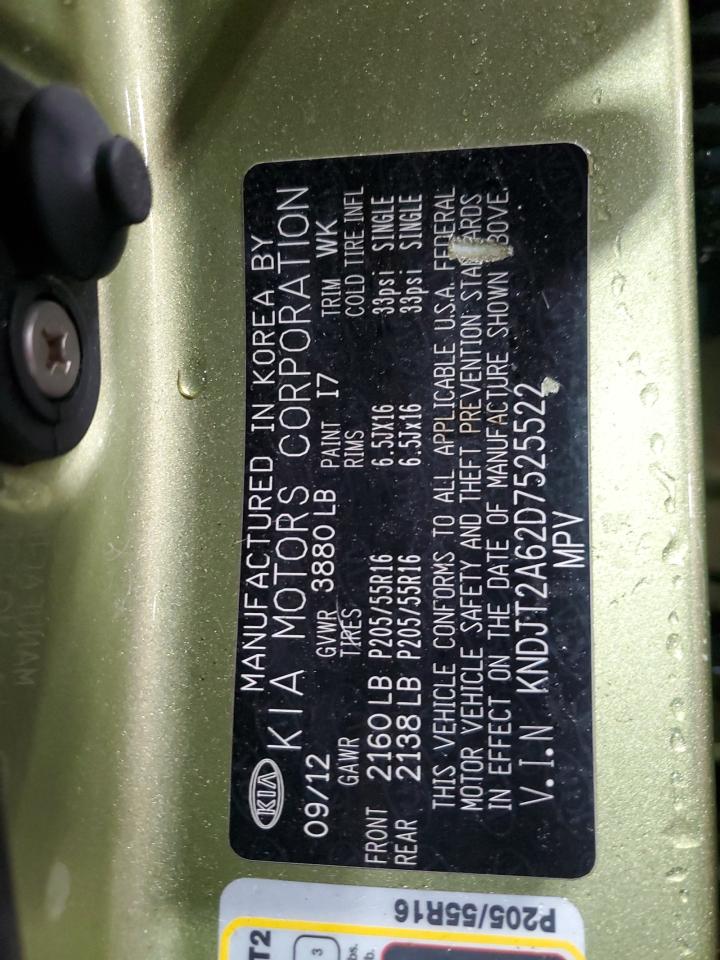 MANUFACTURED IN KOREA BY
KIA KIA MOTORS CORPORATION
09/12 GVWR 3880 LB PAINT I7 TRIM WK
GAWR TIRES RIMS COLD TIRE INFL
FRONT 2160 LB P205/55R16 6.5JX16 33psi SINGLE
REAR 2138 LB P205/55R16 6.5Jx16 33psi SINGLE
THIS VEHICLE CONFORMS TO ALL APPLICABLE U.S.A. FEDERAL
MOTOR VEHICLE SAFETY AND THEFT PREVENTION STANDARDS
IN EFFECT ON THE DATE OF MANUFACTURE SHOWN ABOVE.
V.I.N KNDJT2A62D7525522
MPV
P205/55R16
T2
3